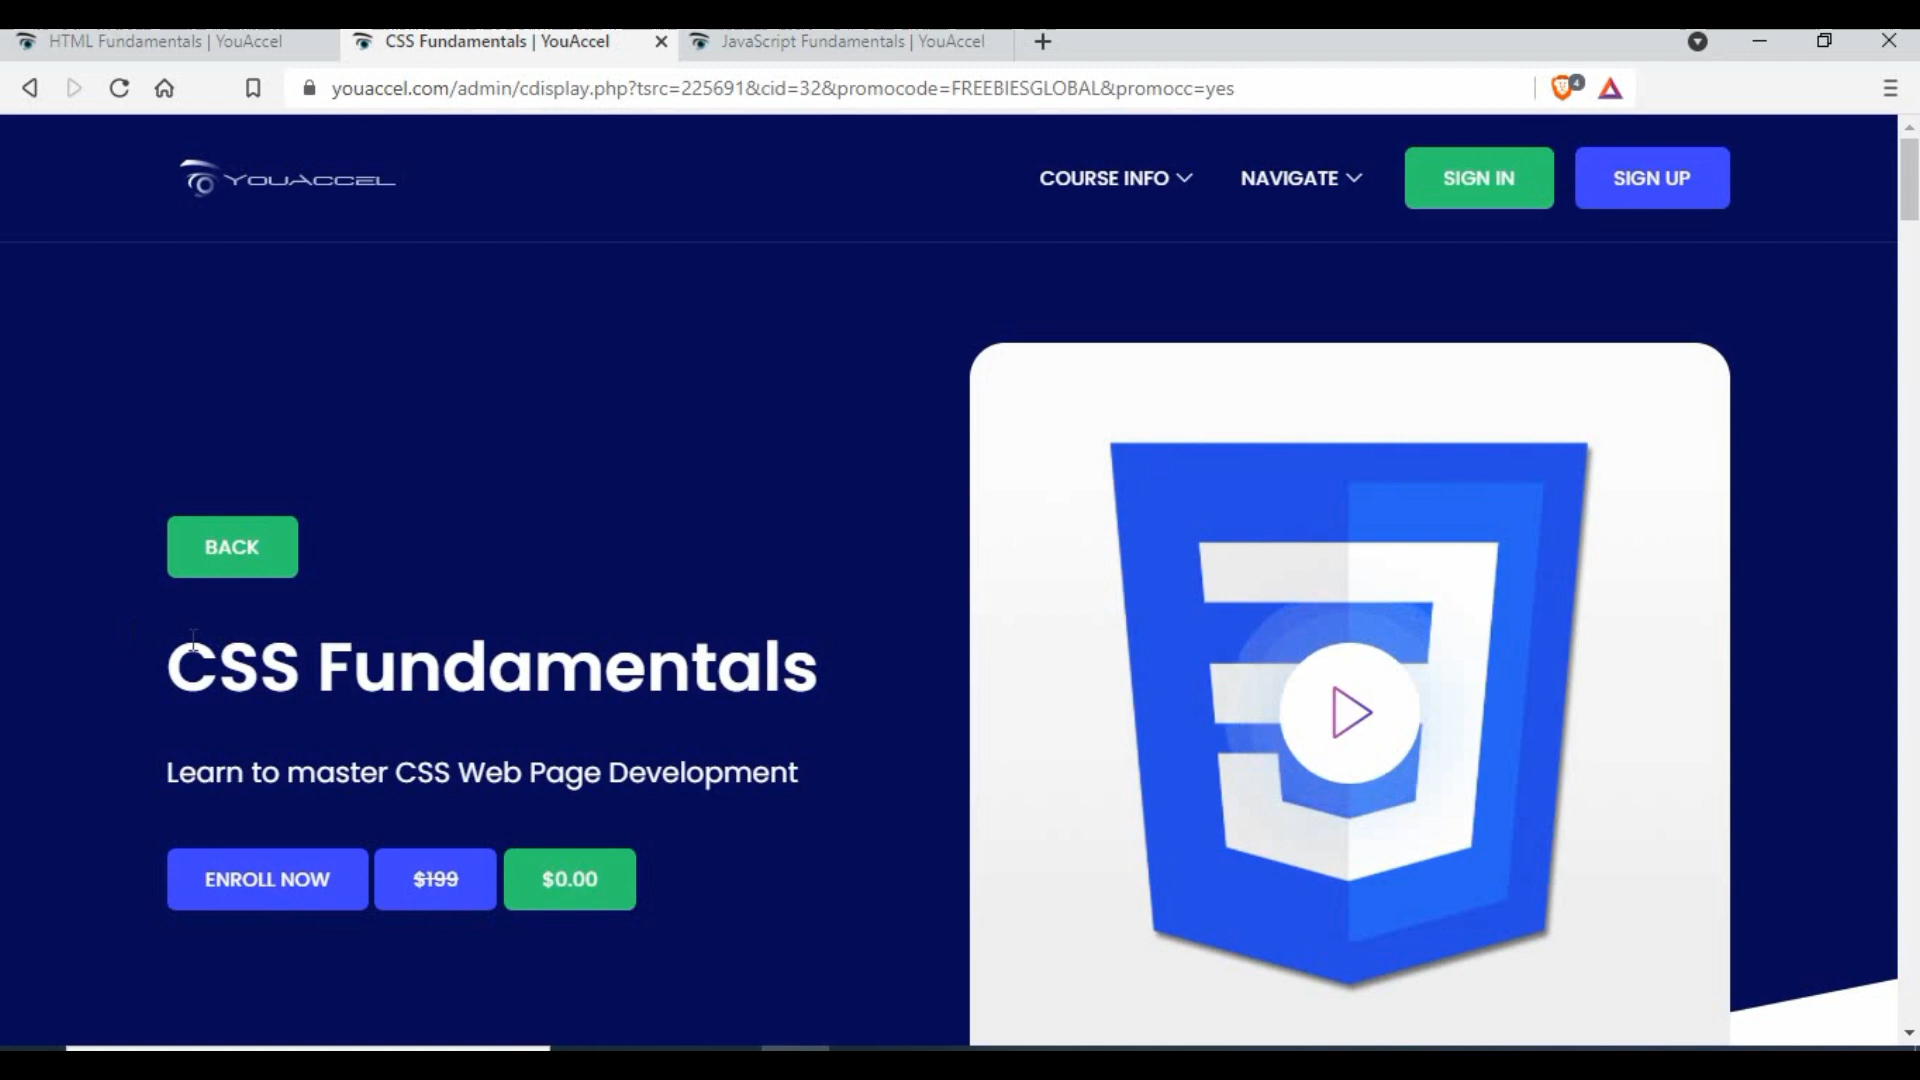 HTML Fundamentals | YouAccel
CSS Fundamentals | YouAccel
JavaScript Fundamentals | YouAccel
youaccel.com/admin/cdisplay.php?tsrc=225691&cid=32&promocode=FREEBIESGLOBAL&promocc=yes
4
YOUACCEL
COURSE INFO
NAVIGATE
SIGN IN
SIGN UP
BACK
CSS Fundamentals
Learn to master CSS Web Page Development
ENROLL NOW
$199
$0.00